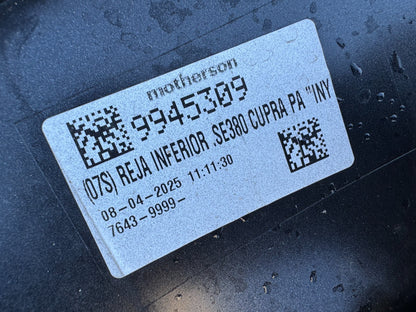 motherson
9945309
(07S) REJA INFERIOR .SE380 CUPRA PA "INY
08-04-2025 11:11:30
7643-9999-